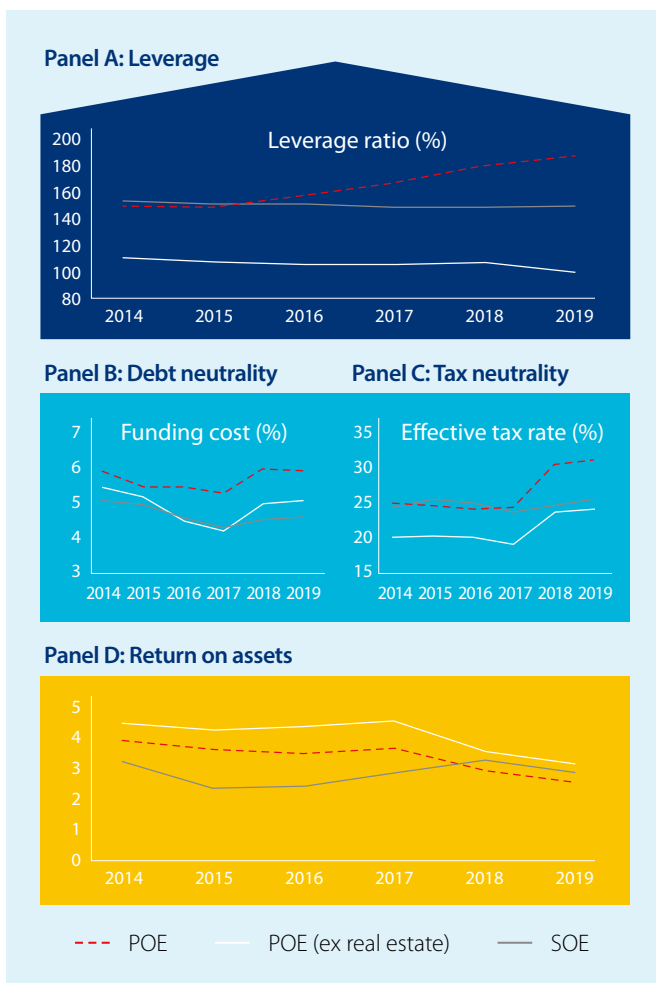 Panel A: Leverage
Leverage ratio (%)
200
180
160
140
120
100
80
2014 2015 2016 2017 2018 2019
Panel B: Debt neutrality
Funding cost (%)
7
6
5
4
3
2014 2015 2016 2017 2018 2019
Panel C: Tax neutrality
Effective tax rate (%)
35
30
25
20
15
2014 2015 2016 2017 2018 2019
Panel D: Return on assets
5
4
3
2
1
0
2014 2015 2016 2017 2018 2019
POE POE (ex real estate) SOE